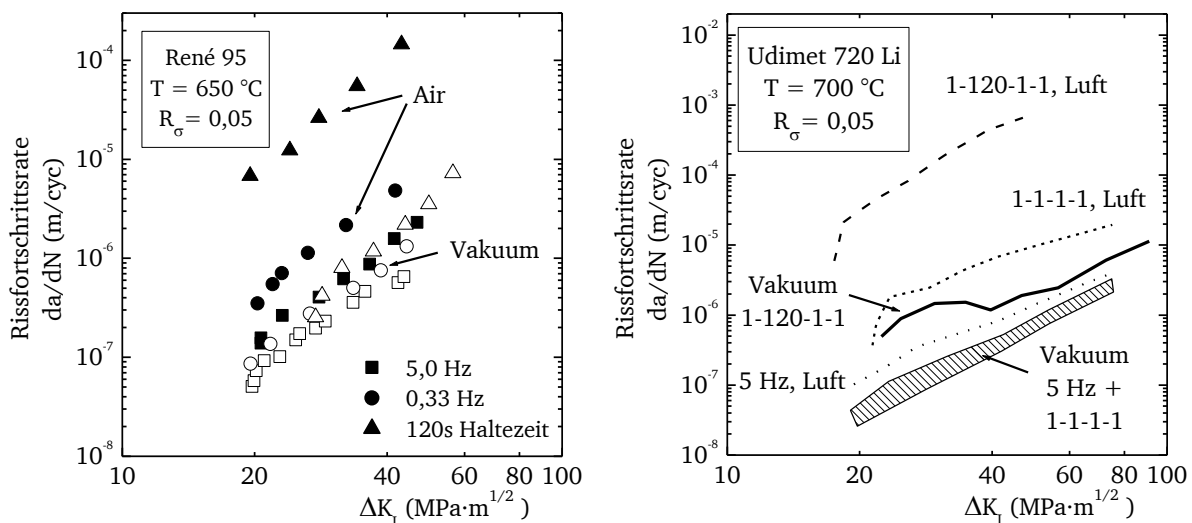 René 95
T = 650 °C
R_σ = 0,05
Air
Vakuum
5,0 Hz
0,33 Hz
120s Haltezeit
10^-4
10^-5
10^-6
10^-7
10^-8
10 20 40 60 80 100
Rissfortschrittsrate
da/dN (m/cyc)
ΔK_I (MPa·m^1/2)
Udimet 720 Li
T = 700 °C
R_σ = 0,05
1-120-1-1, Luft
1-1-1-1, Luft
Vakuum
1-120-1-1
5 Hz, Luft
Vakuum
5 Hz +
1-1-1-1
10^-2
10^-3
10^-4
10^-5
10^-6
10^-7
10^-8
10 20 40 60 80 100
Rissfortschrittsrate
da/dN (m/cyc)
ΔK_I (MPa·m^1/2)